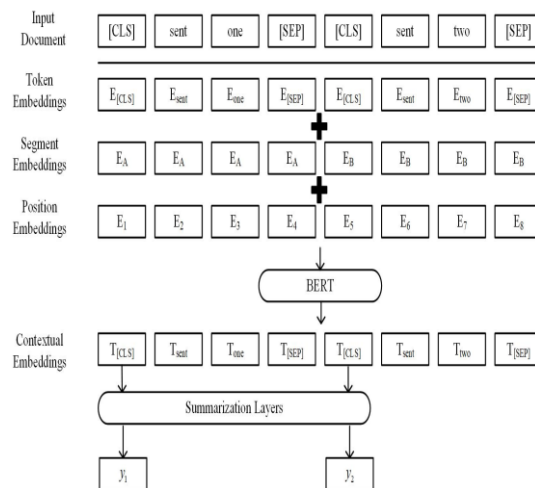 Input Document [CLS] sent one [SEP] [CLS] sent two [SEP]
Token Embeddings E[CLS] Esent Eone E[SEP] E[CLS] Esent Etwo E[SEP]
+
Segment Embeddings EA EA EA EA EB EB EB EB
+
Position Embeddings E1 E2 E3 E4 E5 E6 E7 E8
BERT
Contextual Embeddings T[CLS] Tsent Tone T[SEP] T[CLS] Tsent Ttwo T[SEP]
Summarization Layers
y1 y2